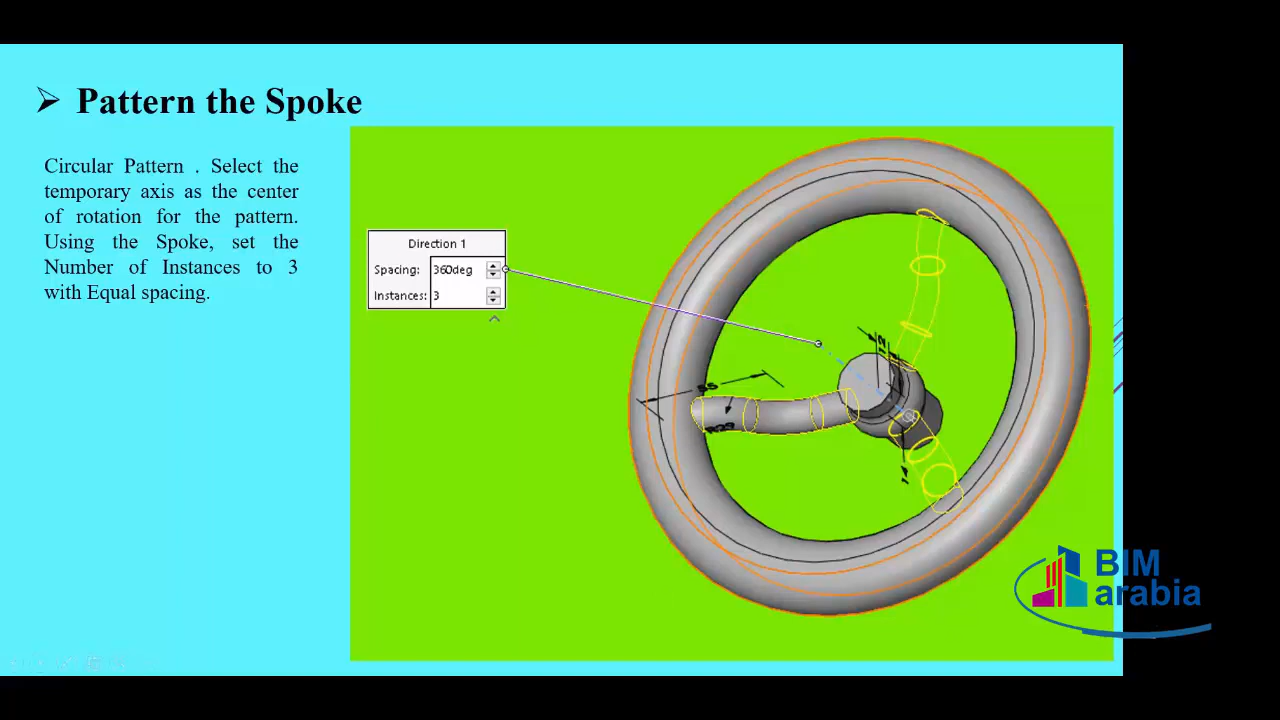 Pattern the Spoke
Circular Pattern . Select the
temporary axis as the center
of rotation for the pattern.
Using the Spoke, set the
Number of Instances to 3
with Equal spacing.
Direction 1
Spacing: 360deg
Instances: 3
12
14
BIM
arabia